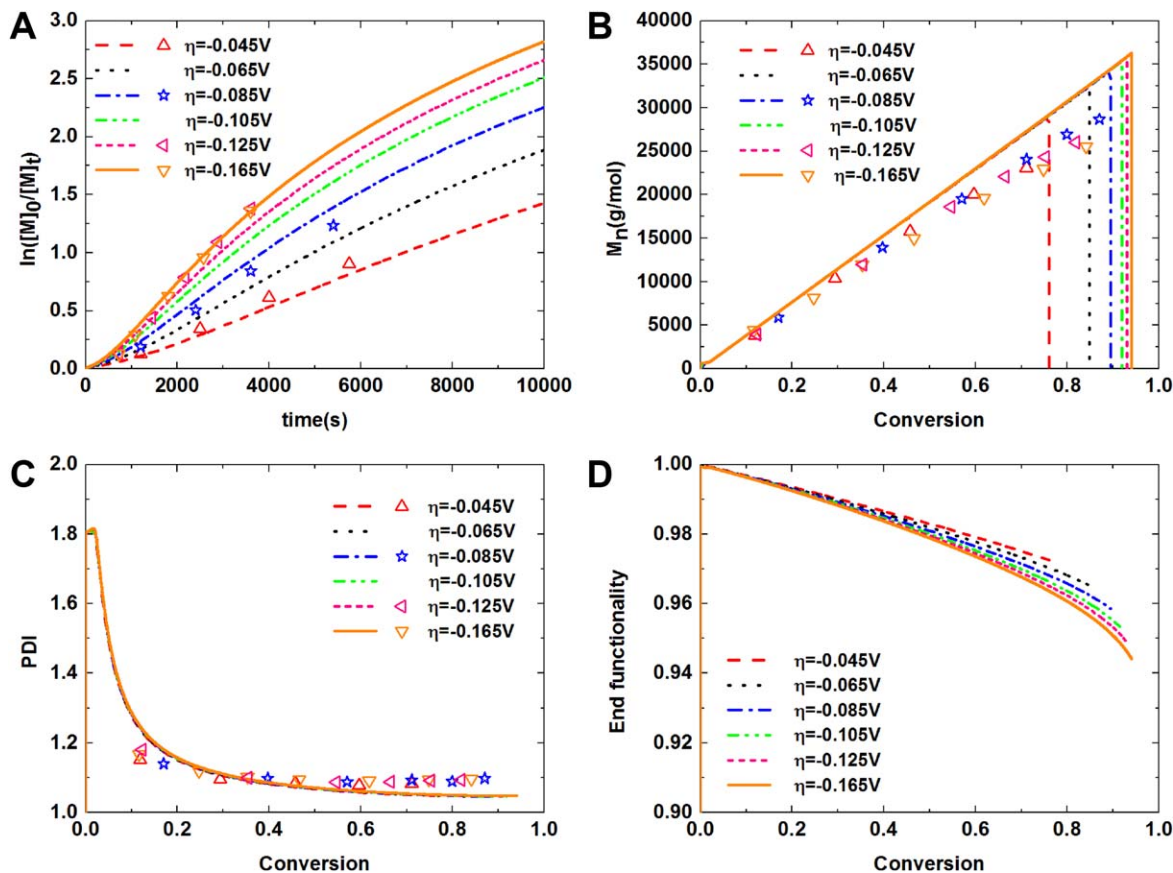 A
3.0
2.5
2.0
1.5
1.0
0.5
0.0
ln([M]0/[M]t)
η=-0.045V
η=-0.065V
η=-0.085V
η=-0.105V
η=-0.125V
η=-0.165V
0 2000 4000 6000 8000 10000
time(s)
B
40000
35000
30000
25000
20000
15000
10000
5000
0
Mn(g/mol)
η=-0.045V
η=-0.065V
η=-0.085V
η=-0.105V
η=-0.125V
η=-0.165V
0.0 0.2 0.4 0.6 0.8 1.0
Conversion
C
2.0
1.8
1.6
1.4
1.2
1.0
PDI
η=-0.045V
η=-0.065V
η=-0.085V
η=-0.105V
η=-0.125V
η=-0.165V
0.0 0.2 0.4 0.6 0.8 1.0
Conversion
D
1.00
0.98
0.96
0.94
0.92
0.90
End functionality
η=-0.045V
η=-0.065V
η=-0.085V
η=-0.105V
η=-0.125V
η=-0.165V
0.0 0.2 0.4 0.6 0.8 1.0
Conversion